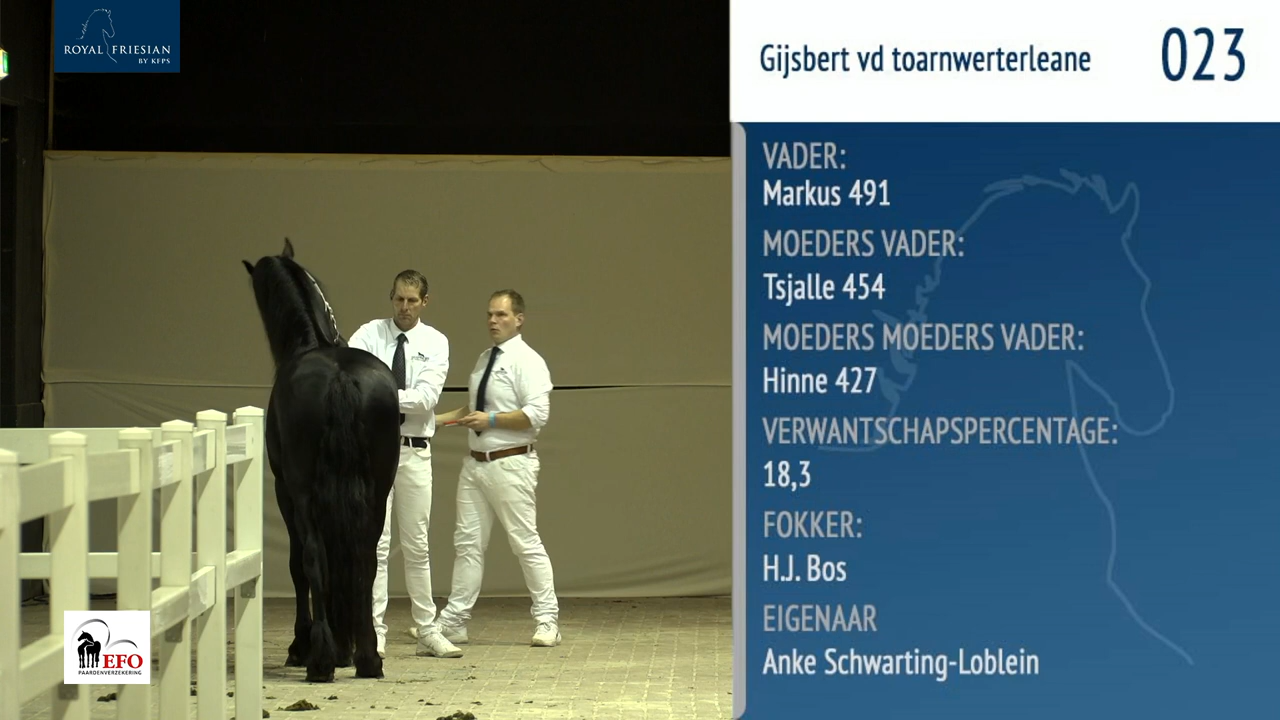 ROYAL FRIESIAN
BY KFPS
Gijsbert vd toarnwerterleane
023
VADER:
Markus 491
MOEDERS VADER:
Tsjalle 454
MOEDERS MOEDERS VADER:
Hinne 427
VERWANTSCHAPSPERCENTAGE:
18,3
FOKKER:
H.J. Bos
EIGENAAR
Anke Schwarting-Loblein
EFO
PAARDENVERZEKERING